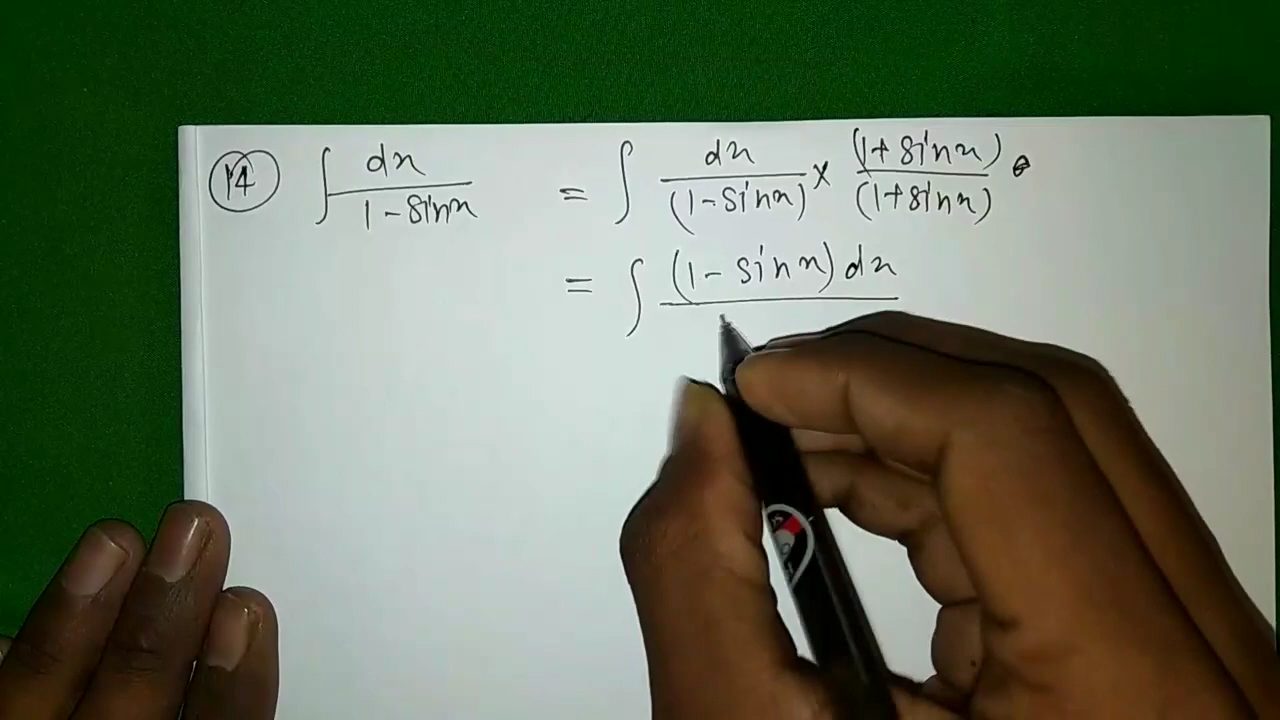 14 ∫ dx / 1 - sinx = ∫ dx / (1 - sinx) × (1 + sinx) / (1 + sinx)
= ∫ (1 - sinx) dx /